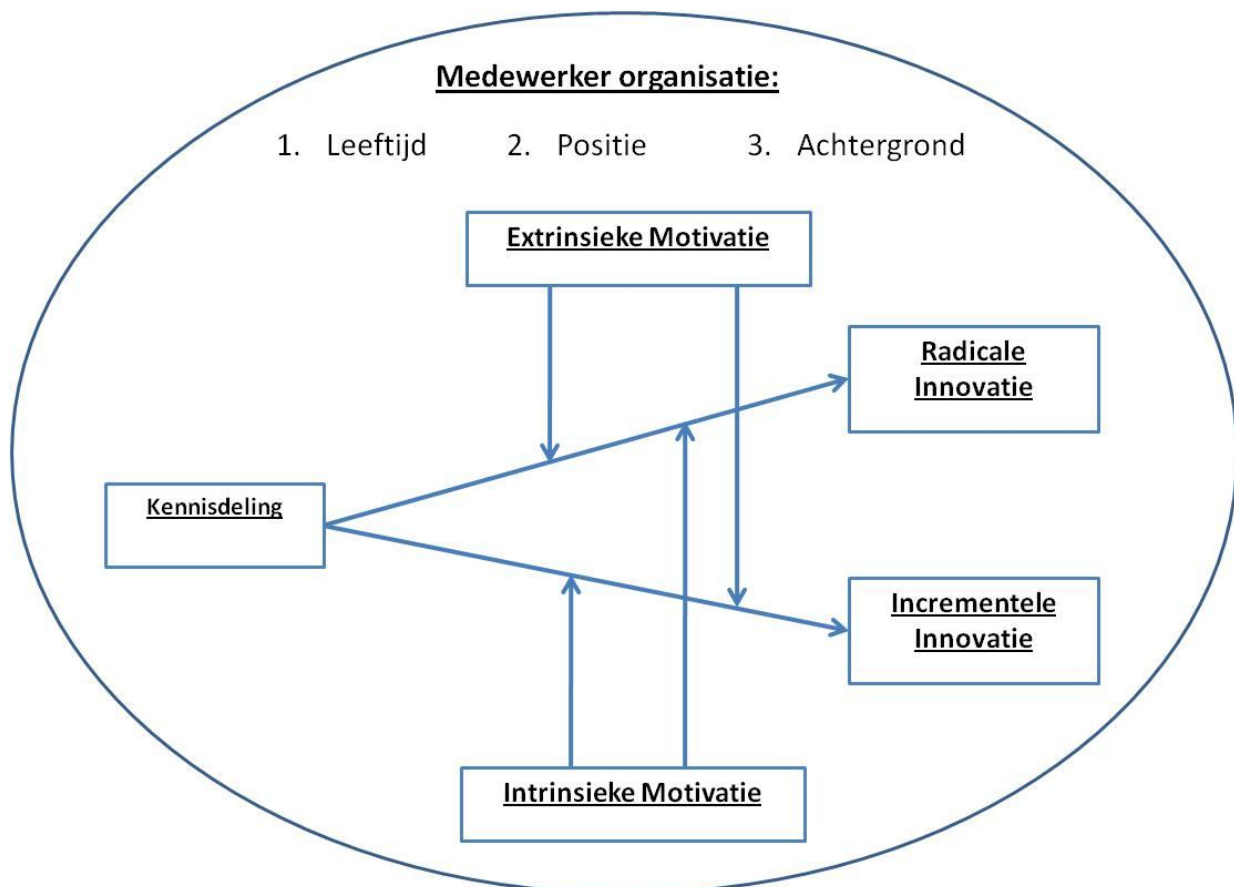 Medewerker organisatie:
1. Leeftijd 2. Positie 3. Achtergrond
Extrinsieke Motivatie
Radicale
Innovatie
Kennisdeling
Incrementele
Innovatie
Intrinsieke Motivatie